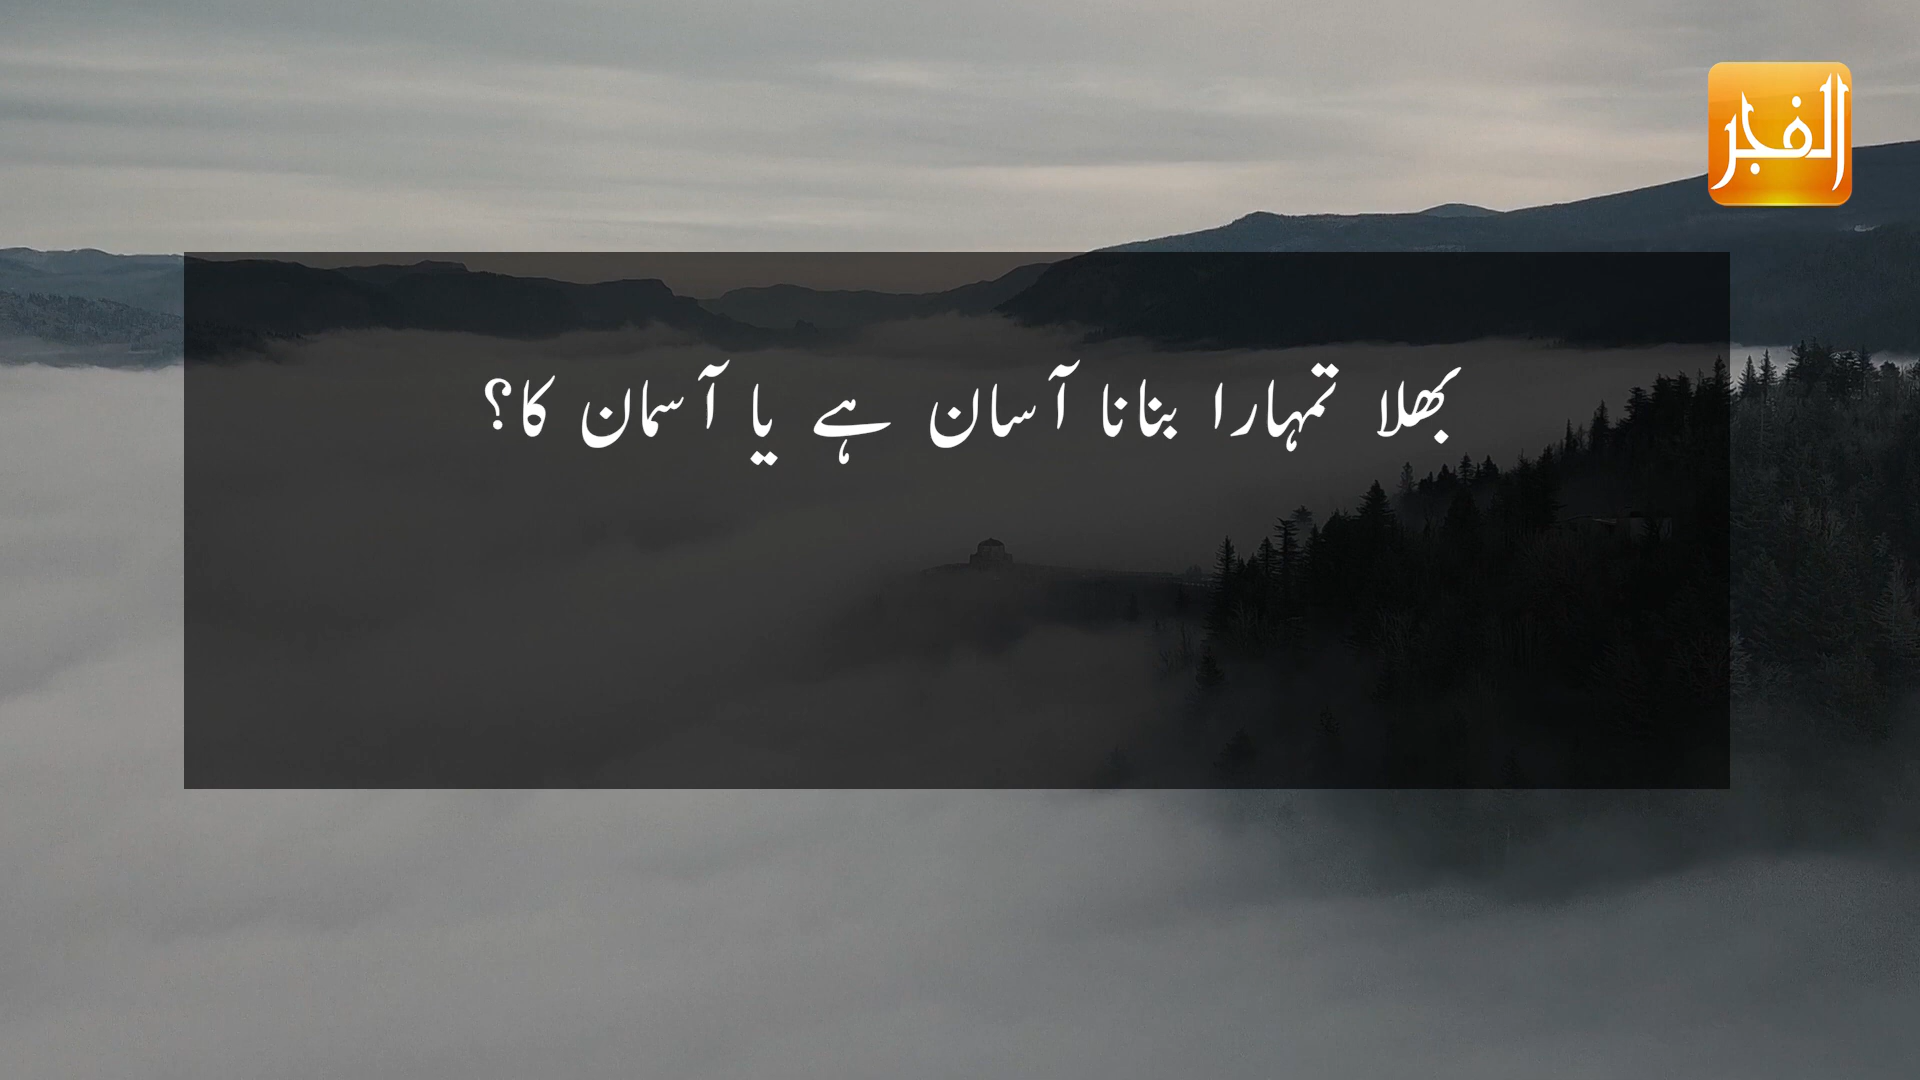 الفجر
بھلا تمہارا بنانا آسان ہے یا آسمان کا؟